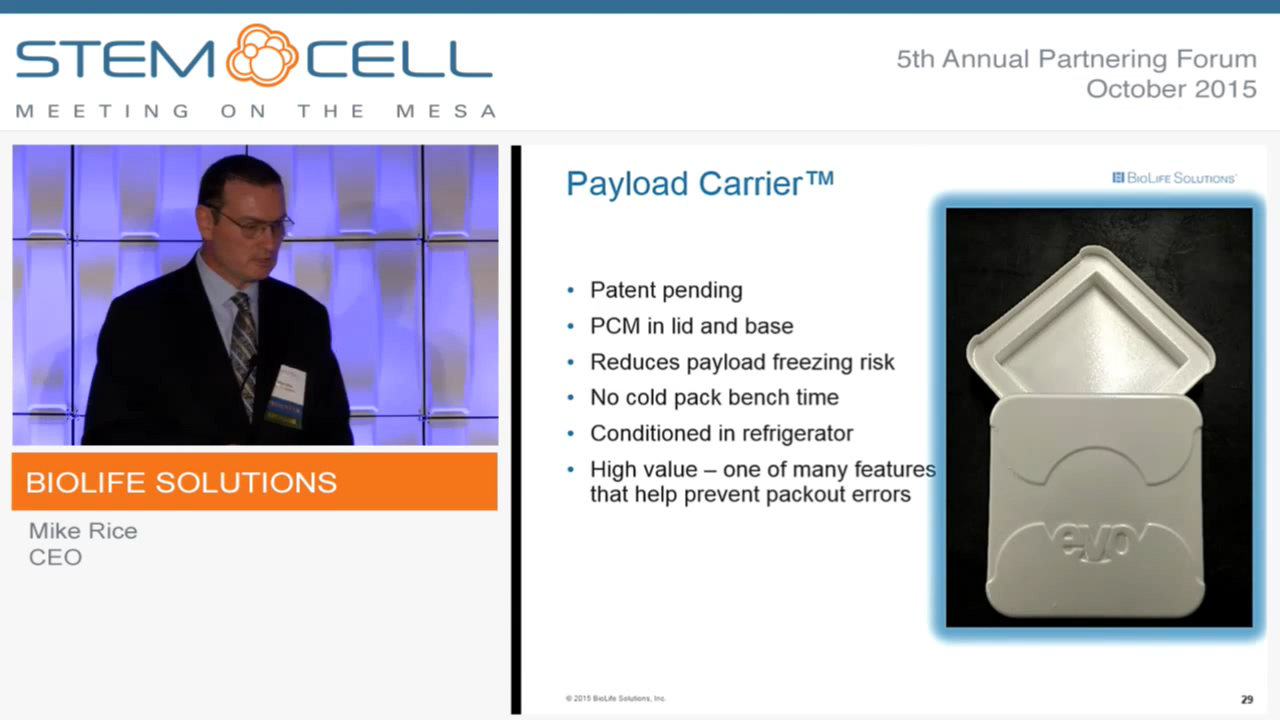 STEM CELL
MEETING ON THE MESA
5th Annual Partnering Forum
October 2015
BIOLIFE SOLUTIONS
Mike Rice
CEO
Payload Carrier™
BIOLIFE SOLUTIONS
• Patent pending
• PCM in lid and base
• Reduces payload freezing risk
• No cold pack bench time
• Conditioned in refrigerator
• High value – one of many features
that help prevent packout errors
evo
© 2015 BioLife Solutions, Inc.
29